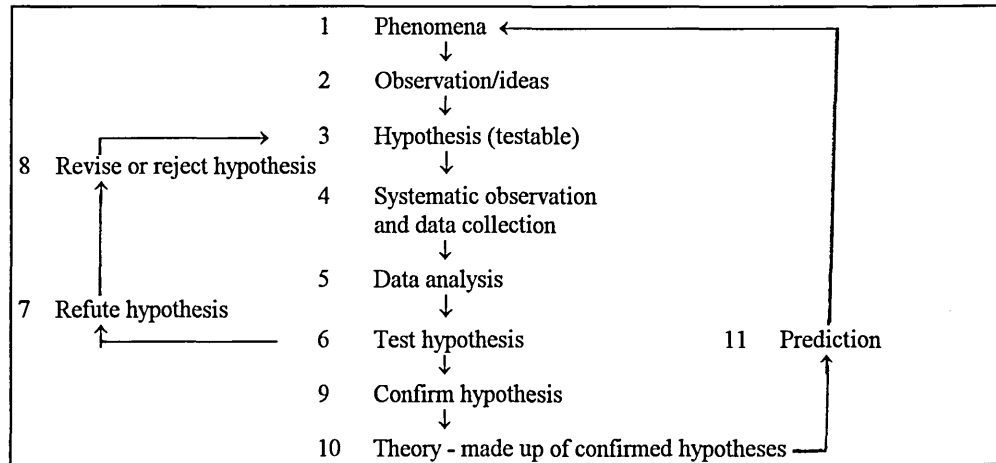 1 Phenomena
2 Observation/ideas
3 Hypothesis (testable)
8 Revise or reject hypothesis
4 Systematic observation
and data collection
5 Data analysis
7 Refute hypothesis
6 Test hypothesis
11 Prediction
9 Confirm hypothesis
10 Theory - made up of confirmed hypotheses